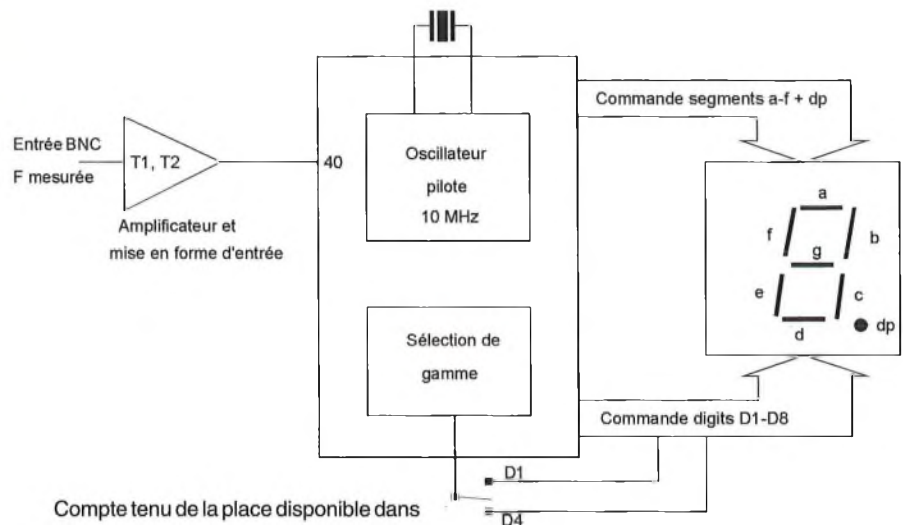 Commande segments a-f + dp
Entrée BNC
F mesurée
T1, T2
40
Oscillateur
pilote
10 MHz
Amplificateur et
mise en forme d'entrée
a
f
b
g
e
c
d
dp
Sélection de
gamme
Commande digits D1-D8
D1
D4
Compte tenu de la place disponible dans